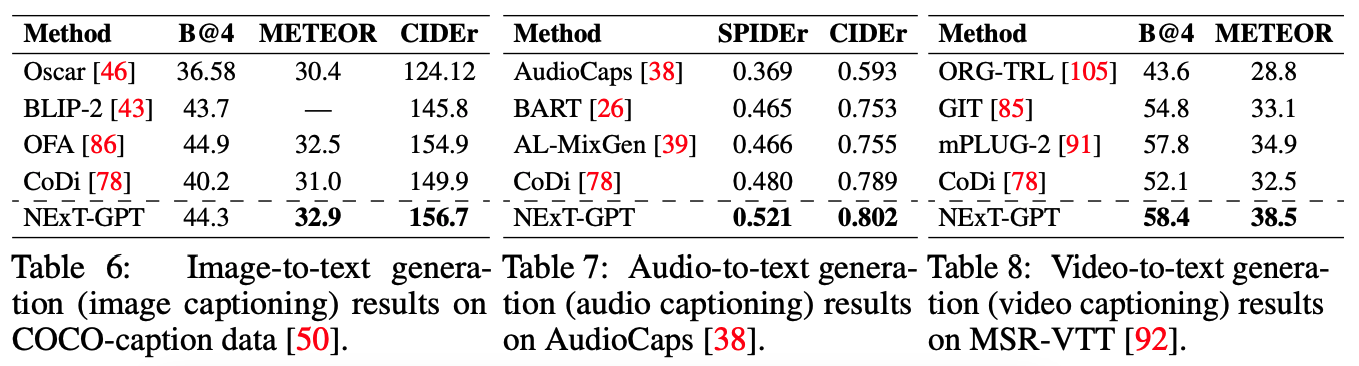 Method B@4 METEOR CIDEr
Oscar [46] 36.58 30.4 124.12
BLIP-2 [43] 43.7 — 145.8
OFA [86] 44.9 32.5 154.9
CoDi [78] 40.2 31.0 149.9
NExT-GPT 44.3 32.9 156.7
Table 6: Image-to-text genera-
tion (image captioning) results on
COCO-caption data [50].
Method SPIDEr CIDEr
AudioCaps [38] 0.369 0.593
BART [26] 0.465 0.753
AL-MixGen [39] 0.466 0.755
CoDi [78] 0.480 0.789
NExT-GPT 0.521 0.802
Table 7: Audio-to-text genera-
tion (audio captioning) results
on AudioCaps [38].
Method B@4 METEOR
ORG-TRL [105] 43.6 28.8
GIT [85] 54.8 33.1
mPLUG-2 [91] 57.8 34.9
CoDi [78] 52.1 32.5
NExT-GPT 58.4 38.5
Table 8: Video-to-text genera-
tion (video captioning) results
on MSR-VTT [92].